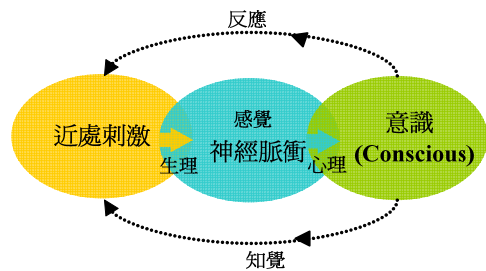 反應
近處刺激
生理
感覺
神經脈衝
心理
意識
(Conscious)
知覺